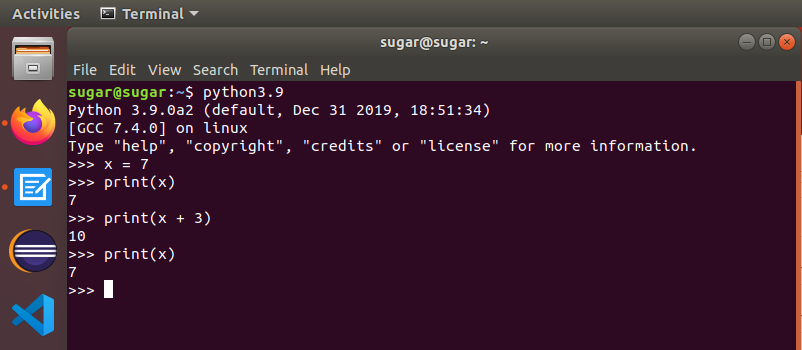 Activities Terminal
sugar@sugar: ~
File Edit View Search Terminal Help
sugar@sugar:~$ python3.9
Python 3.9.0a2 (default, Dec 31 2019, 18:51:34)
[GCC 7.4.0] on linux
Type "help", "copyright", "credits" or "license" for more information.
>>> x = 7
>>> print(x)
7
>>> print(x + 3)
10
>>> print(x)
7
>>>